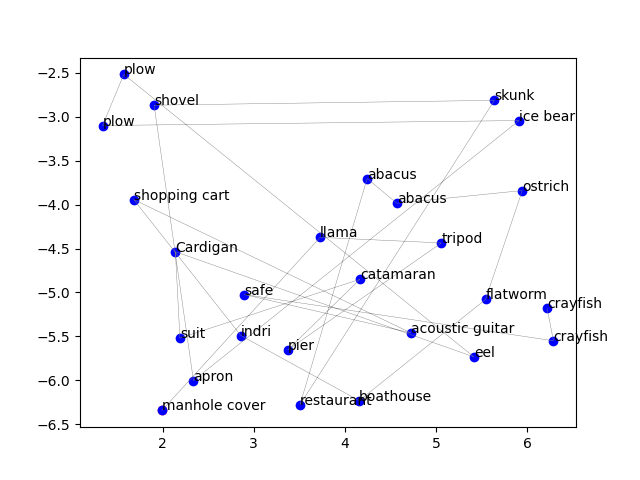 plow
shovel
skunk
plow
ice bear
abacus
ostrich
shopping cart
abacus
llama
tripod
Cardigan
catamaran
safe
flatworm
crayfish
suit
indri
acoustic guitar
crayfish
pier
eel
apron
manhole cover
restaurant
boathouse
−2.5
−3.0
−3.5
−4.0
−4.5
−5.0
−5.5
−6.0
−6.5
2
3
4
5
6